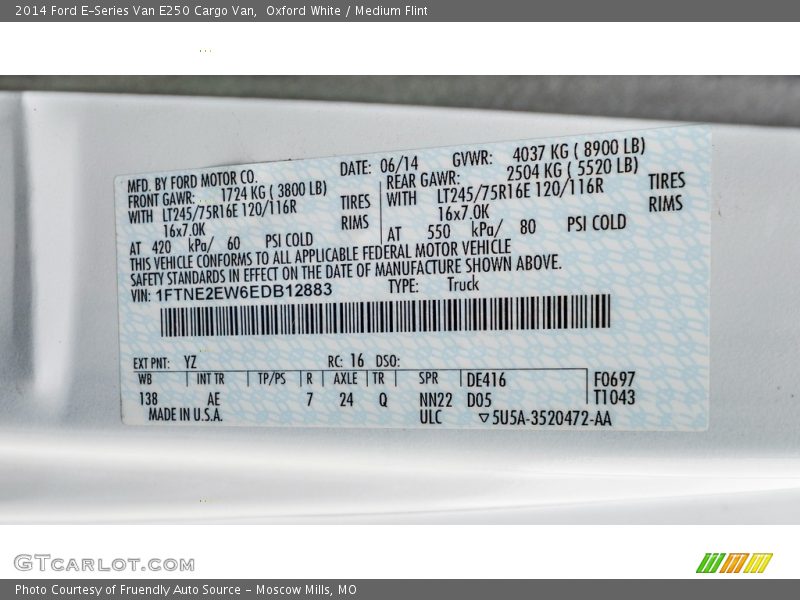 2014 Ford E-Series Van E250 Cargo Van,  Oxford White / Medium Flint
MFD. BY FORD MOTOR CO. DATE: 06/14 GVWR: 4037 KG ( 8900 LB)
FRONT GAWR: 1724 KG ( 3800 LB) REAR GAWR: 2504 KG ( 5520 LB)
WITH LT245/75R16E 120/116R TIRES WITH LT245/75R16E 120/116R TIRES
16x7.0K RIMS 16x7.0K RIMS
AT 420 kPa/ 60 PSI COLD AT 550 kPa/ 80 PSI COLD
THIS VEHICLE CONFORMS TO ALL APPLICABLE FEDERAL MOTOR VEHICLE
SAFETY STANDARDS IN EFFECT ON THE DATE OF MANUFACTURE SHOWN ABOVE.
VIN: 1FTNE2EW6EDB12883 TYPE: Truck
EXT PNT: YZ RC: 16 DSO:
WB INT TR TP/PS R AXLE TR SPR DE416 F0697
138 AE 7 24 Q NN22 D05 T1043
MADE IN U.S.A. ULC ▽5U5A-3520472-AA
GTCARLOT.COM
Photo Courtesy of Fruendly Auto Source - Moscow Mills, MO